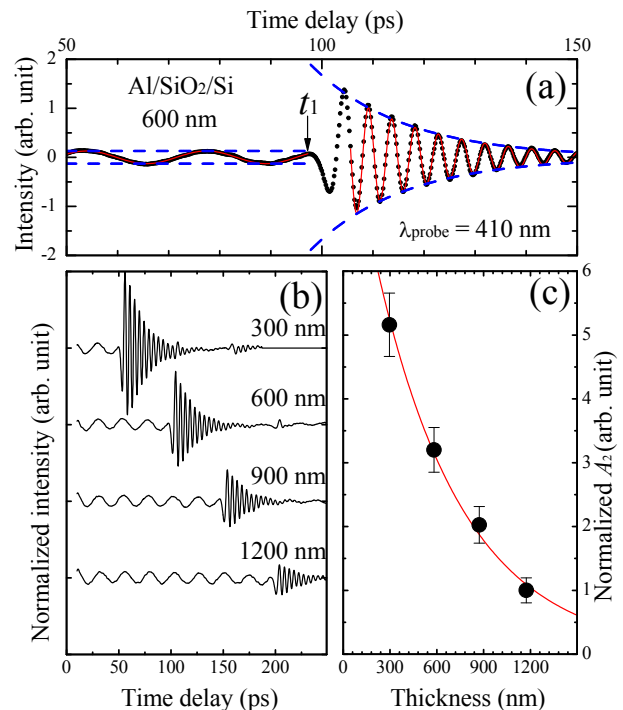 Time delay (ps)
50 100 150
2
1
0
-1
-2
Intensity (arb. unit)
Al/SiO₂/Si
600 nm
t₁
(a)
λprobe = 410 nm
(b)
300 nm
600 nm
900 nm
1200 nm
Normalized intensity (arb. unit)
0 50 100 150 200
Time delay (ps)
(c)
6
5
4
3
2
1
0
Normalized A₂ (arb. unit)
0 300 600 900 1200
Thickness (nm)